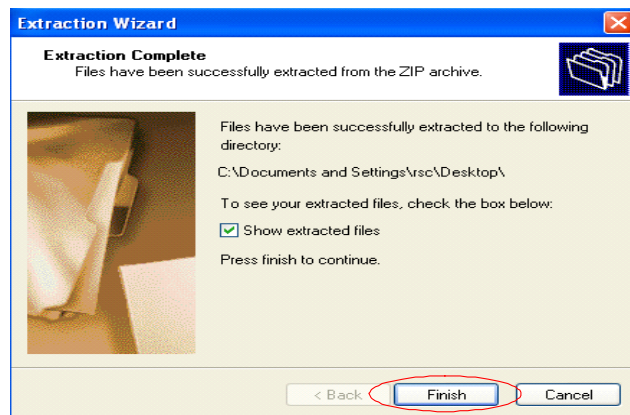 Extraction Wizard
Extraction Complete
Files have been successfully extracted from the ZIP archive.
Files have been successfully extracted to the following
directory:
C:\Documents and Settings\rsc\Desktop\
To see your extracted files, check the box below:
Show extracted files
Press finish to continue.
< Back Finish Cancel